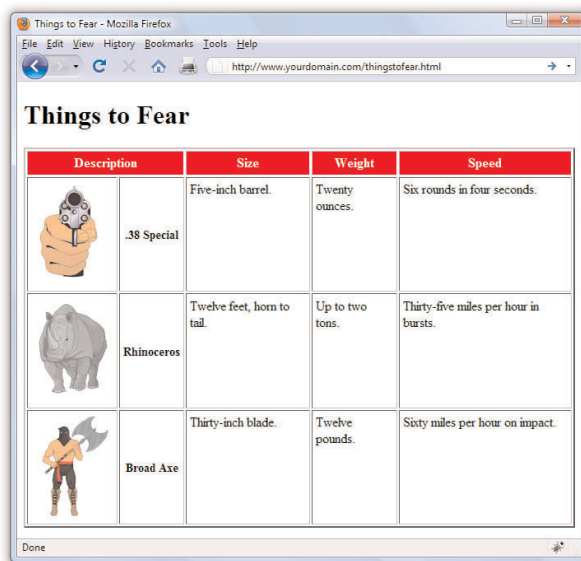 Things to Fear - Mozilla Firefox
File Edit View History Bookmarks Tools Help
http://www.yourdomain.com/thingstofear.html
Things to Fear
Description Size Weight Speed
.38 Special
Five-inch barrel.
Twenty
ounces.
Six rounds in four seconds.
Rhinoceros
Twelve feet, horn to
tail.
Up to two
tons.
Thirty-five miles per hour in
bursts.
Broad Axe
Thirty-inch blade.
Twelve
pounds.
Sixty miles per hour on impact.
Done